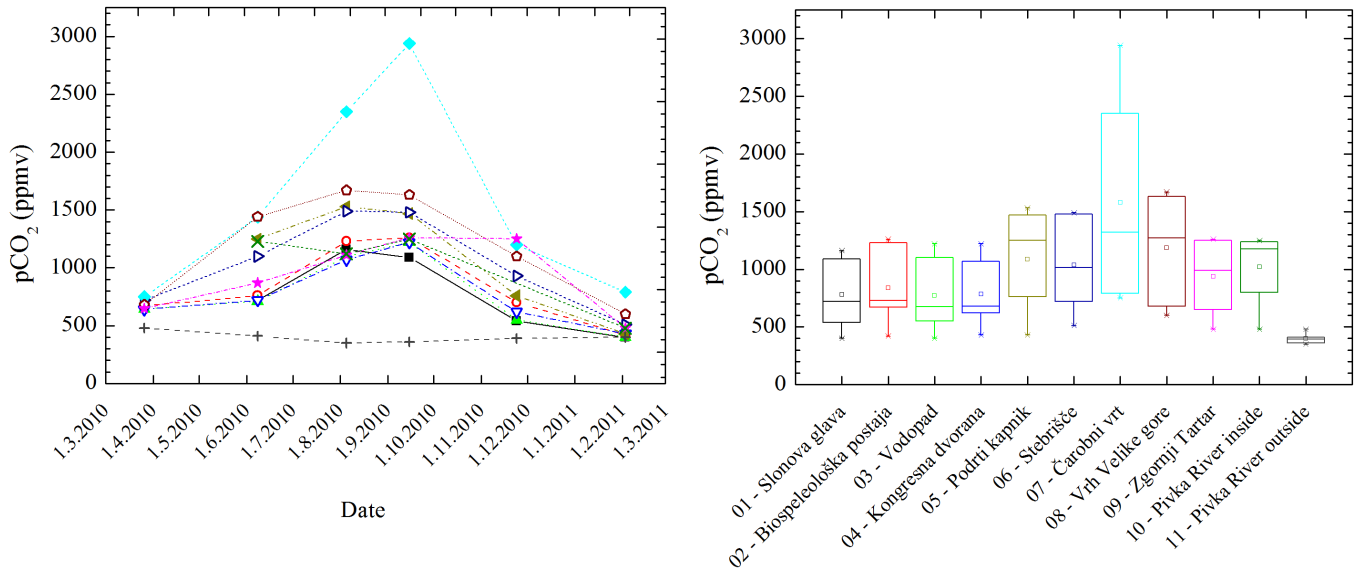 3000
2500
2000
1500
1000
500
0
pCO₂ (ppmv)
1.3.2010
1.4.2010
1.5.2010
1.6.2010
1.7.2010
1.8.2010
1.9.2010
1.10.2010
1.11.2010
1.12.2010
1.1.2011
1.2.2011
1.3.2011
Date
3000
2500
2000
1500
1000
500
0
pCO₂ (ppmv)
01 - Slonova glava
02 - Biospeleološka postaja
03 - Vodopad
04 - Kongresna dvorana
05 - Podrti kapnik
06 - Stebrišče
07 - Čarobni vrt
08 - Vrh Velike gore
09 - Zgornji Tartar
10 - Pivka River inside
11 - Pivka River outside